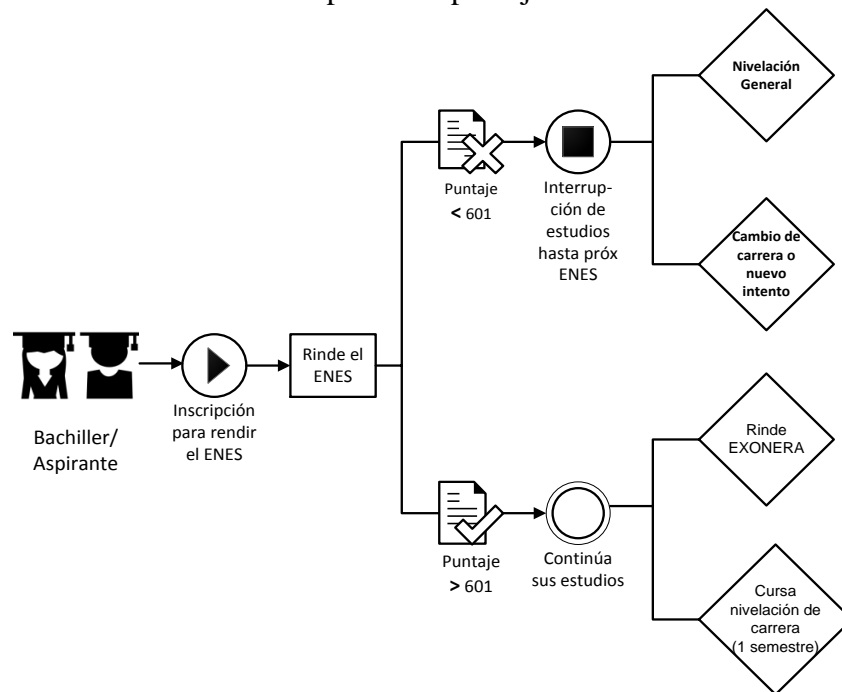 Nivelación
General
Puntaje
< 601
Interrup-
ción de
estudios
hasta próx
ENES
Cambio de
carrera o
nuevo
intento
Rinde el
ENES
Bachiller/
Aspirante
Inscripción
para rendir
el ENES
Rinde
EXONERA
Puntaje
> 601
Continúa
sus estudios
Cursa
nivelación de
carrera
(1 semestre)